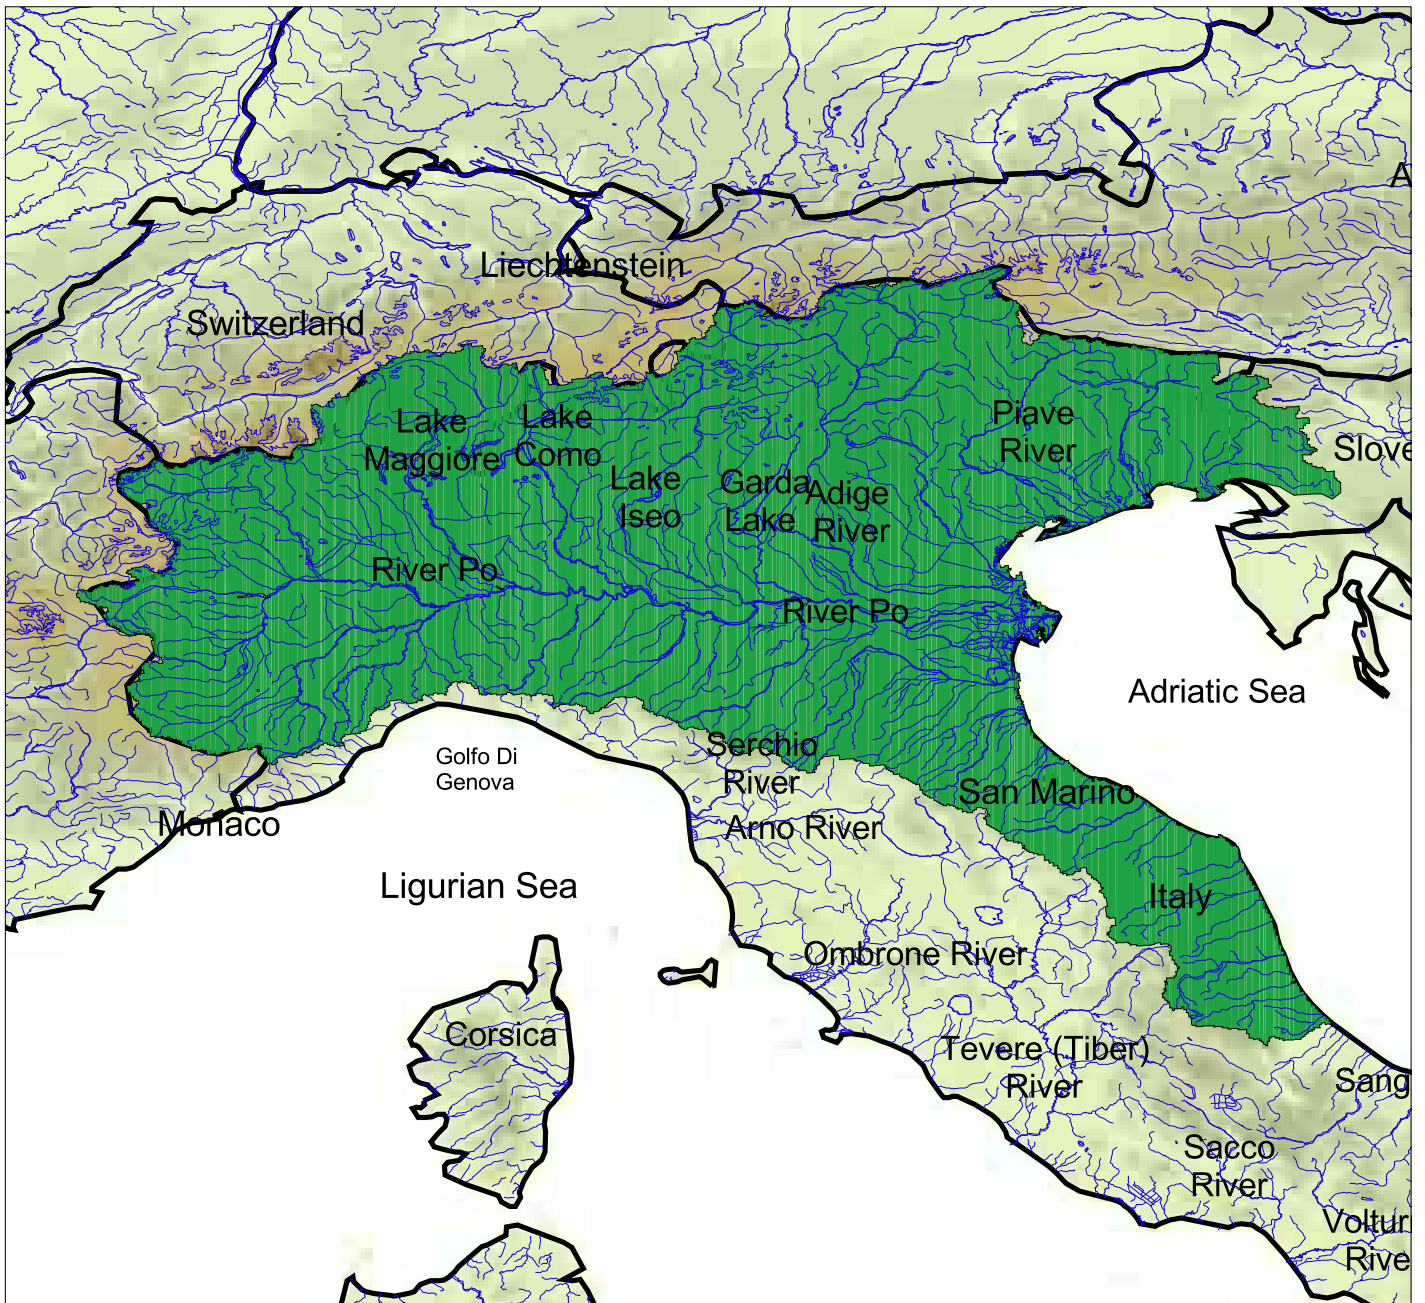 A
Liechtenstein
Switzerland
Lake
Maggiore
Lake
Como
Piave
River
Slove
Lake
Iseo
Garda
Lake
Adige
River
River Po
River Po
Adriatic Sea
Serchio
River
Golfo Di
Genova
San Marino
Monaco
Arno River
Ligurian Sea
Italy
Ombrone River
Corsica
Tevere (Tiber)
River
Sang
Sacco
River
Voltur
Rive